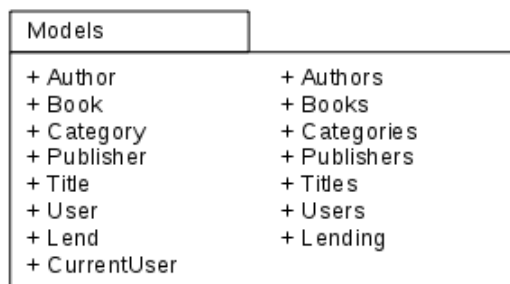 Models
+ Author + Authors
+ Book + Books
+ Category + Categories
+ Publisher + Publishers
+ Title + Titles
+ User + Users
+ Lend + Lending
+ CurrentUser